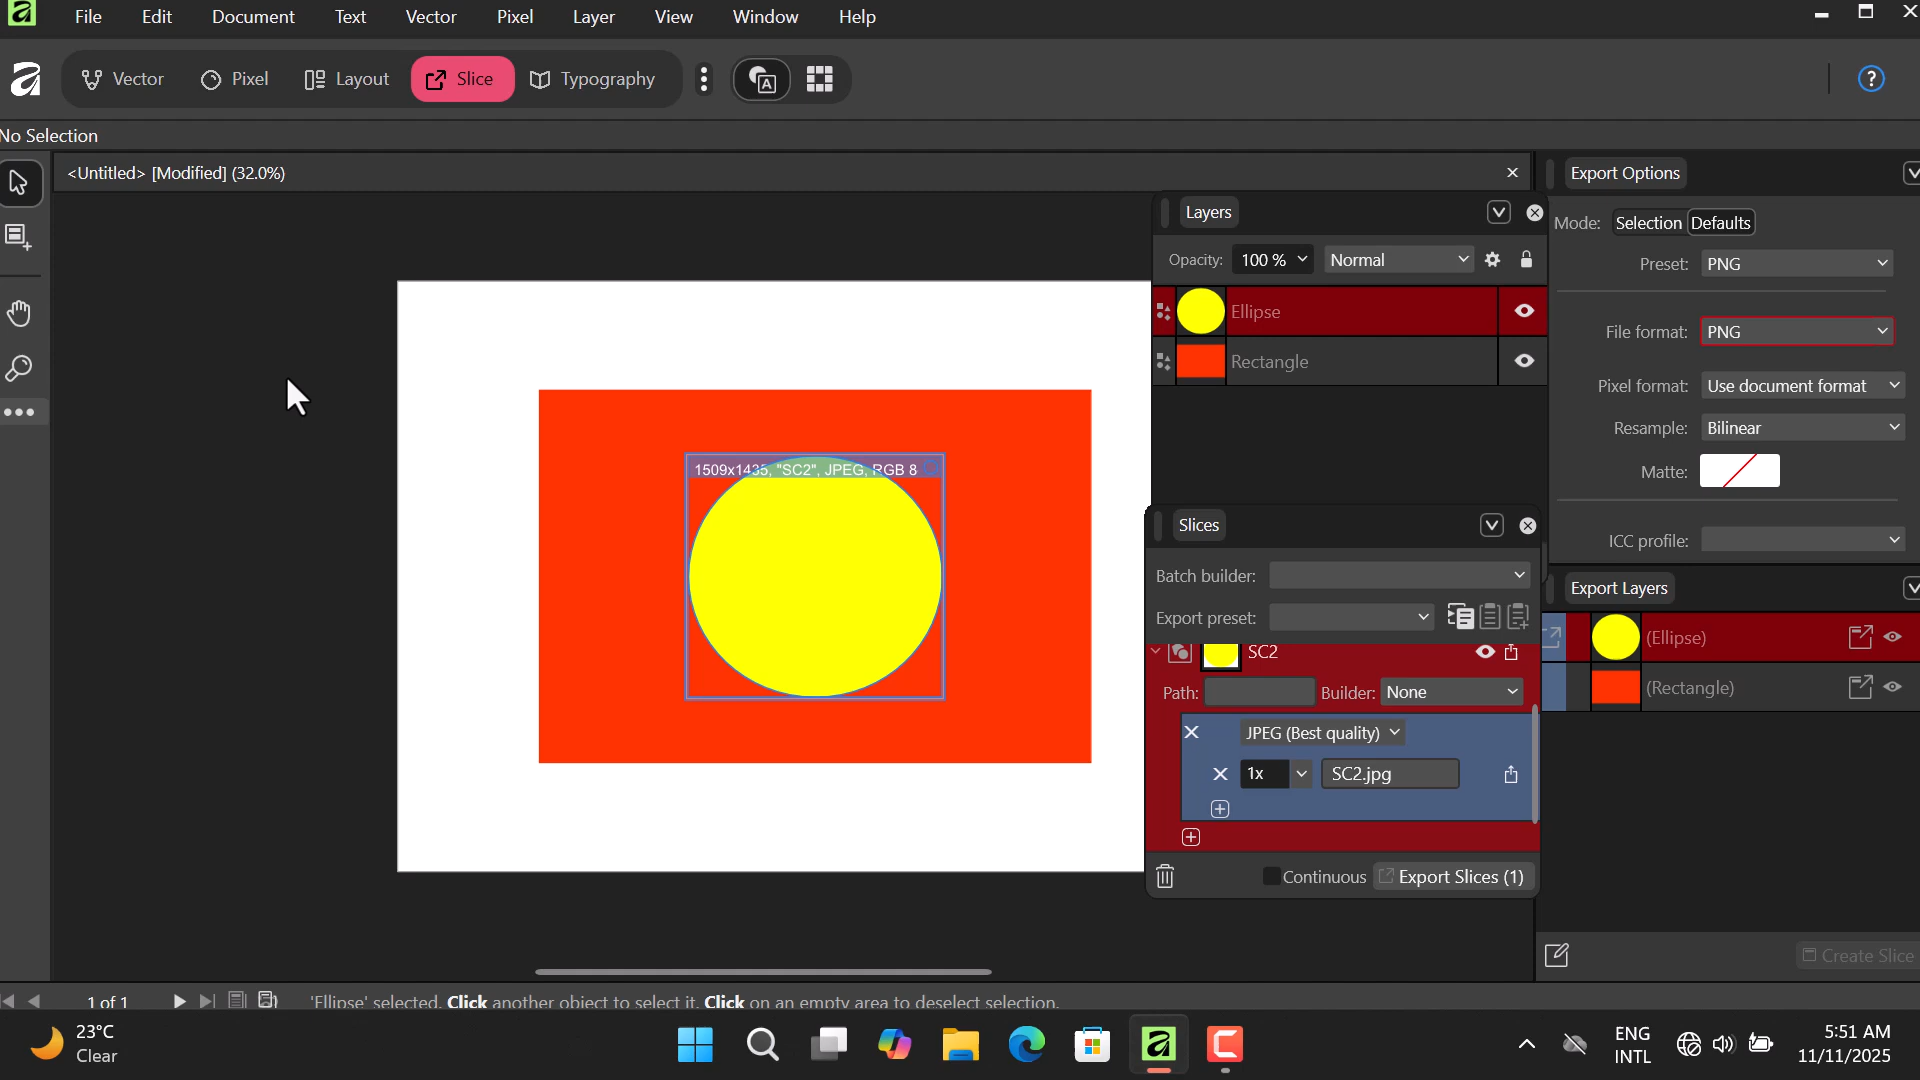 File Edit Document Text Vector Pixel Layer View Window Help
Vector Pixel Layout Slice Typography
No Selection
<Untitled> [Modified] (32.0%)
Export Options
Layers
Mode: Selection Defaults
Opacity: 100 % Normal
Preset: PNG
Ellipse
File format: PNG
Rectangle
Pixel format: Use document format
Resample: Bilinear
1509x1435, "SC2", JPEG, RGB 8
Matte:
Slices
ICC profile:
Batch builder:
Export Layers
Export preset:
(Ellipse)
SC2
Path: Builder: None
(Rectangle)
JPEG (Best quality)
1x SC2.jpg
Continuous Export Slices (1)
Create Slice
1 of 1 'Ellipse' selected. Click another object to select it. Click on an empty area to deselect selection.
23°C
Clear
ENG
INTL
5:51 AM
11/11/2025